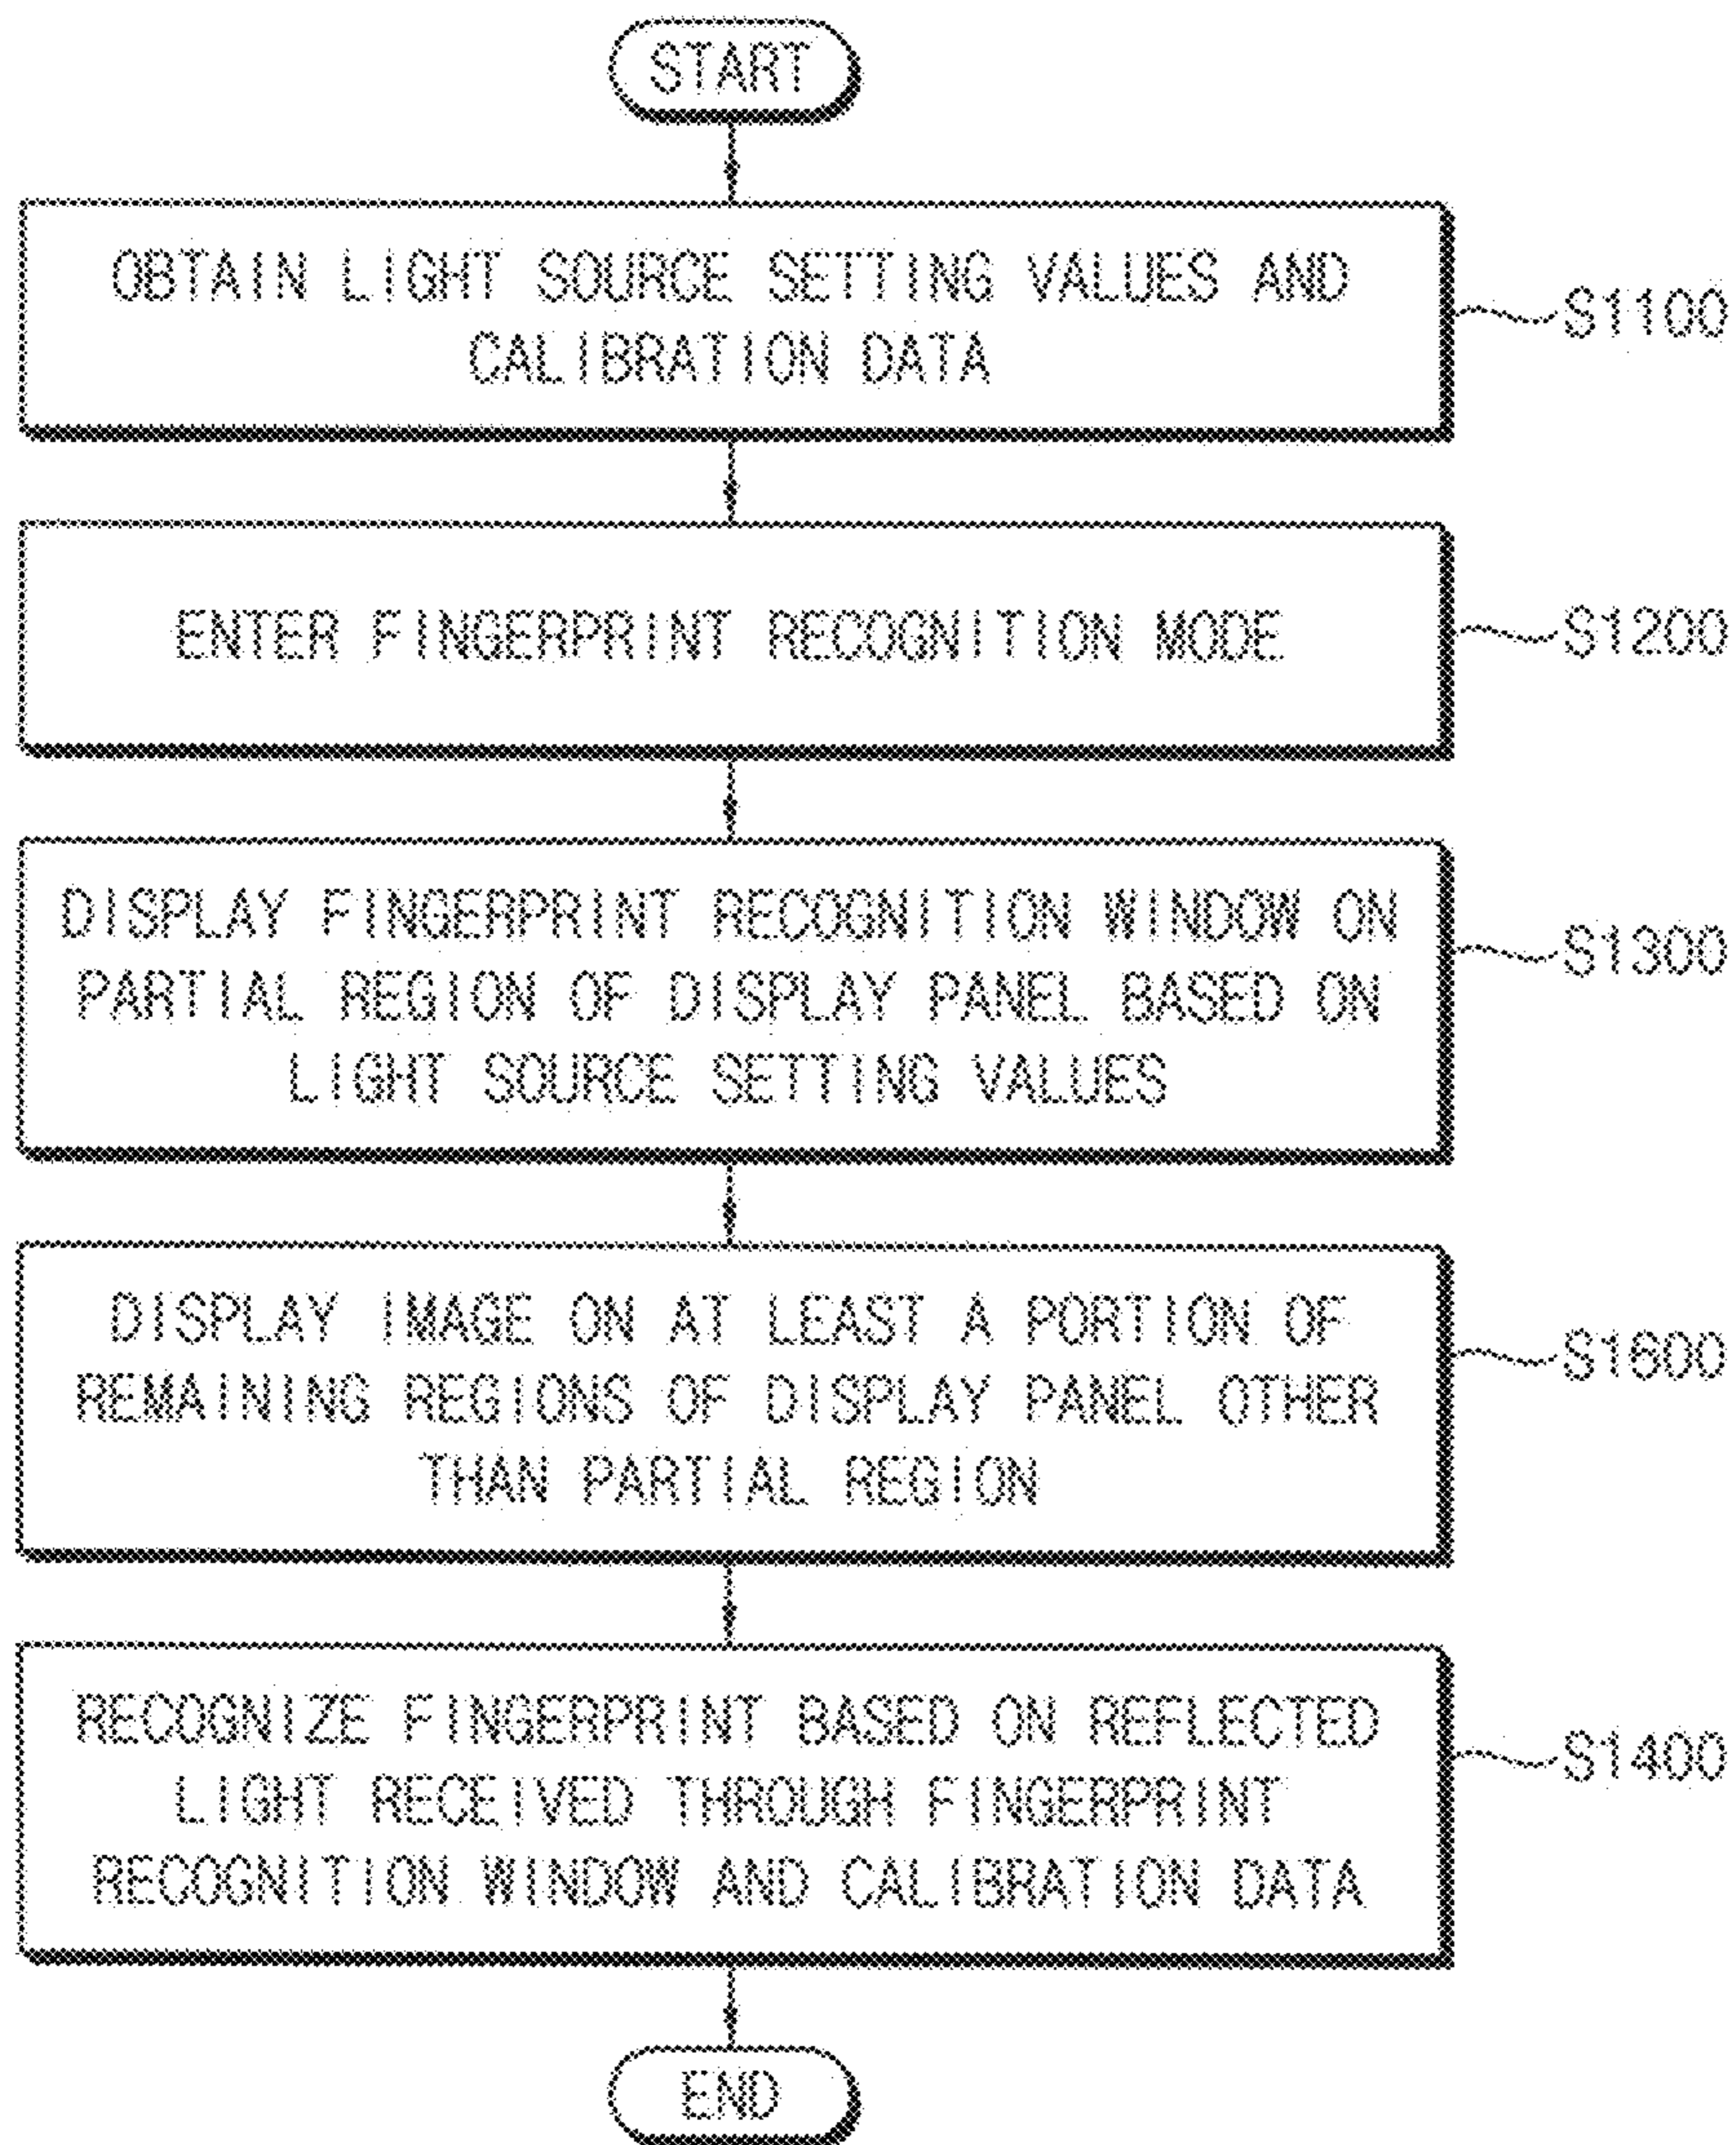 START
OBTAIN LIGHT SOURCE SETTING VALUES AND
CALIBRATION DATA
S1100
ENTER FINGERPRINT RECOGNITION MODE
S1200
DISPLAY FINGERPRINT RECOGNITION WINDOW ON
PARTIAL REGION OF DISPLAY PANEL BASED ON
LIGHT SOURCE SETTING VALUES
S1300
DISPLAY IMAGE ON AT LEAST A PORTION OF
REMAINING REGIONS OF DISPLAY PANEL OTHER
THAN PARTIAL REGION
S1600
RECOGNIZE FINGERPRINT BASED ON REFLECTED
LIGHT RECEIVED THROUGH FINGERPRINT
RECOGNITION WINDOW AND CALIBRATION DATA
S1400
END